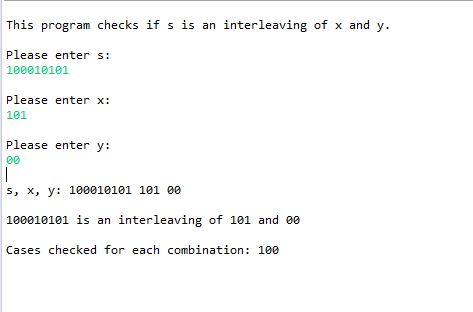 This program checks if s is an interleaving of x and y.
Please enter s:
100010101
Please enter x:
101
Please enter y:
00
s, x, y: 100010101 101 00
100010101 is an interleaving of 101 and 00
Cases checked for each combination: 100